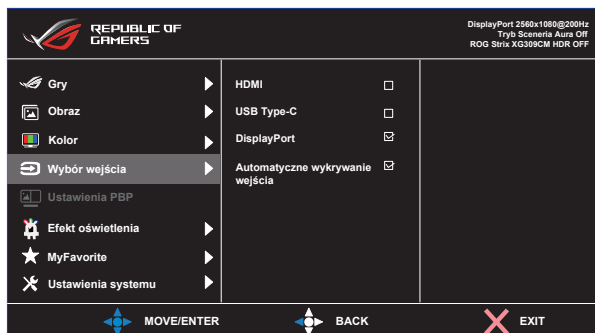 REPUBLIC OF
GAMERS
DisplayPort 2560x1080@200Hz
Tryb Sceneria Aura Off
ROG Strix XG309CM HDR OFF
Gry
Obraz
Kolor
Wybór wejścia
Ustawienia PBP
Efekt oświetlenia
MyFavorite
Ustawienia systemu
HDMI
USB Type-C
DisplayPort
Automatyczne wykrywanie
wejścia
MOVE/ENTER
BACK
EXIT